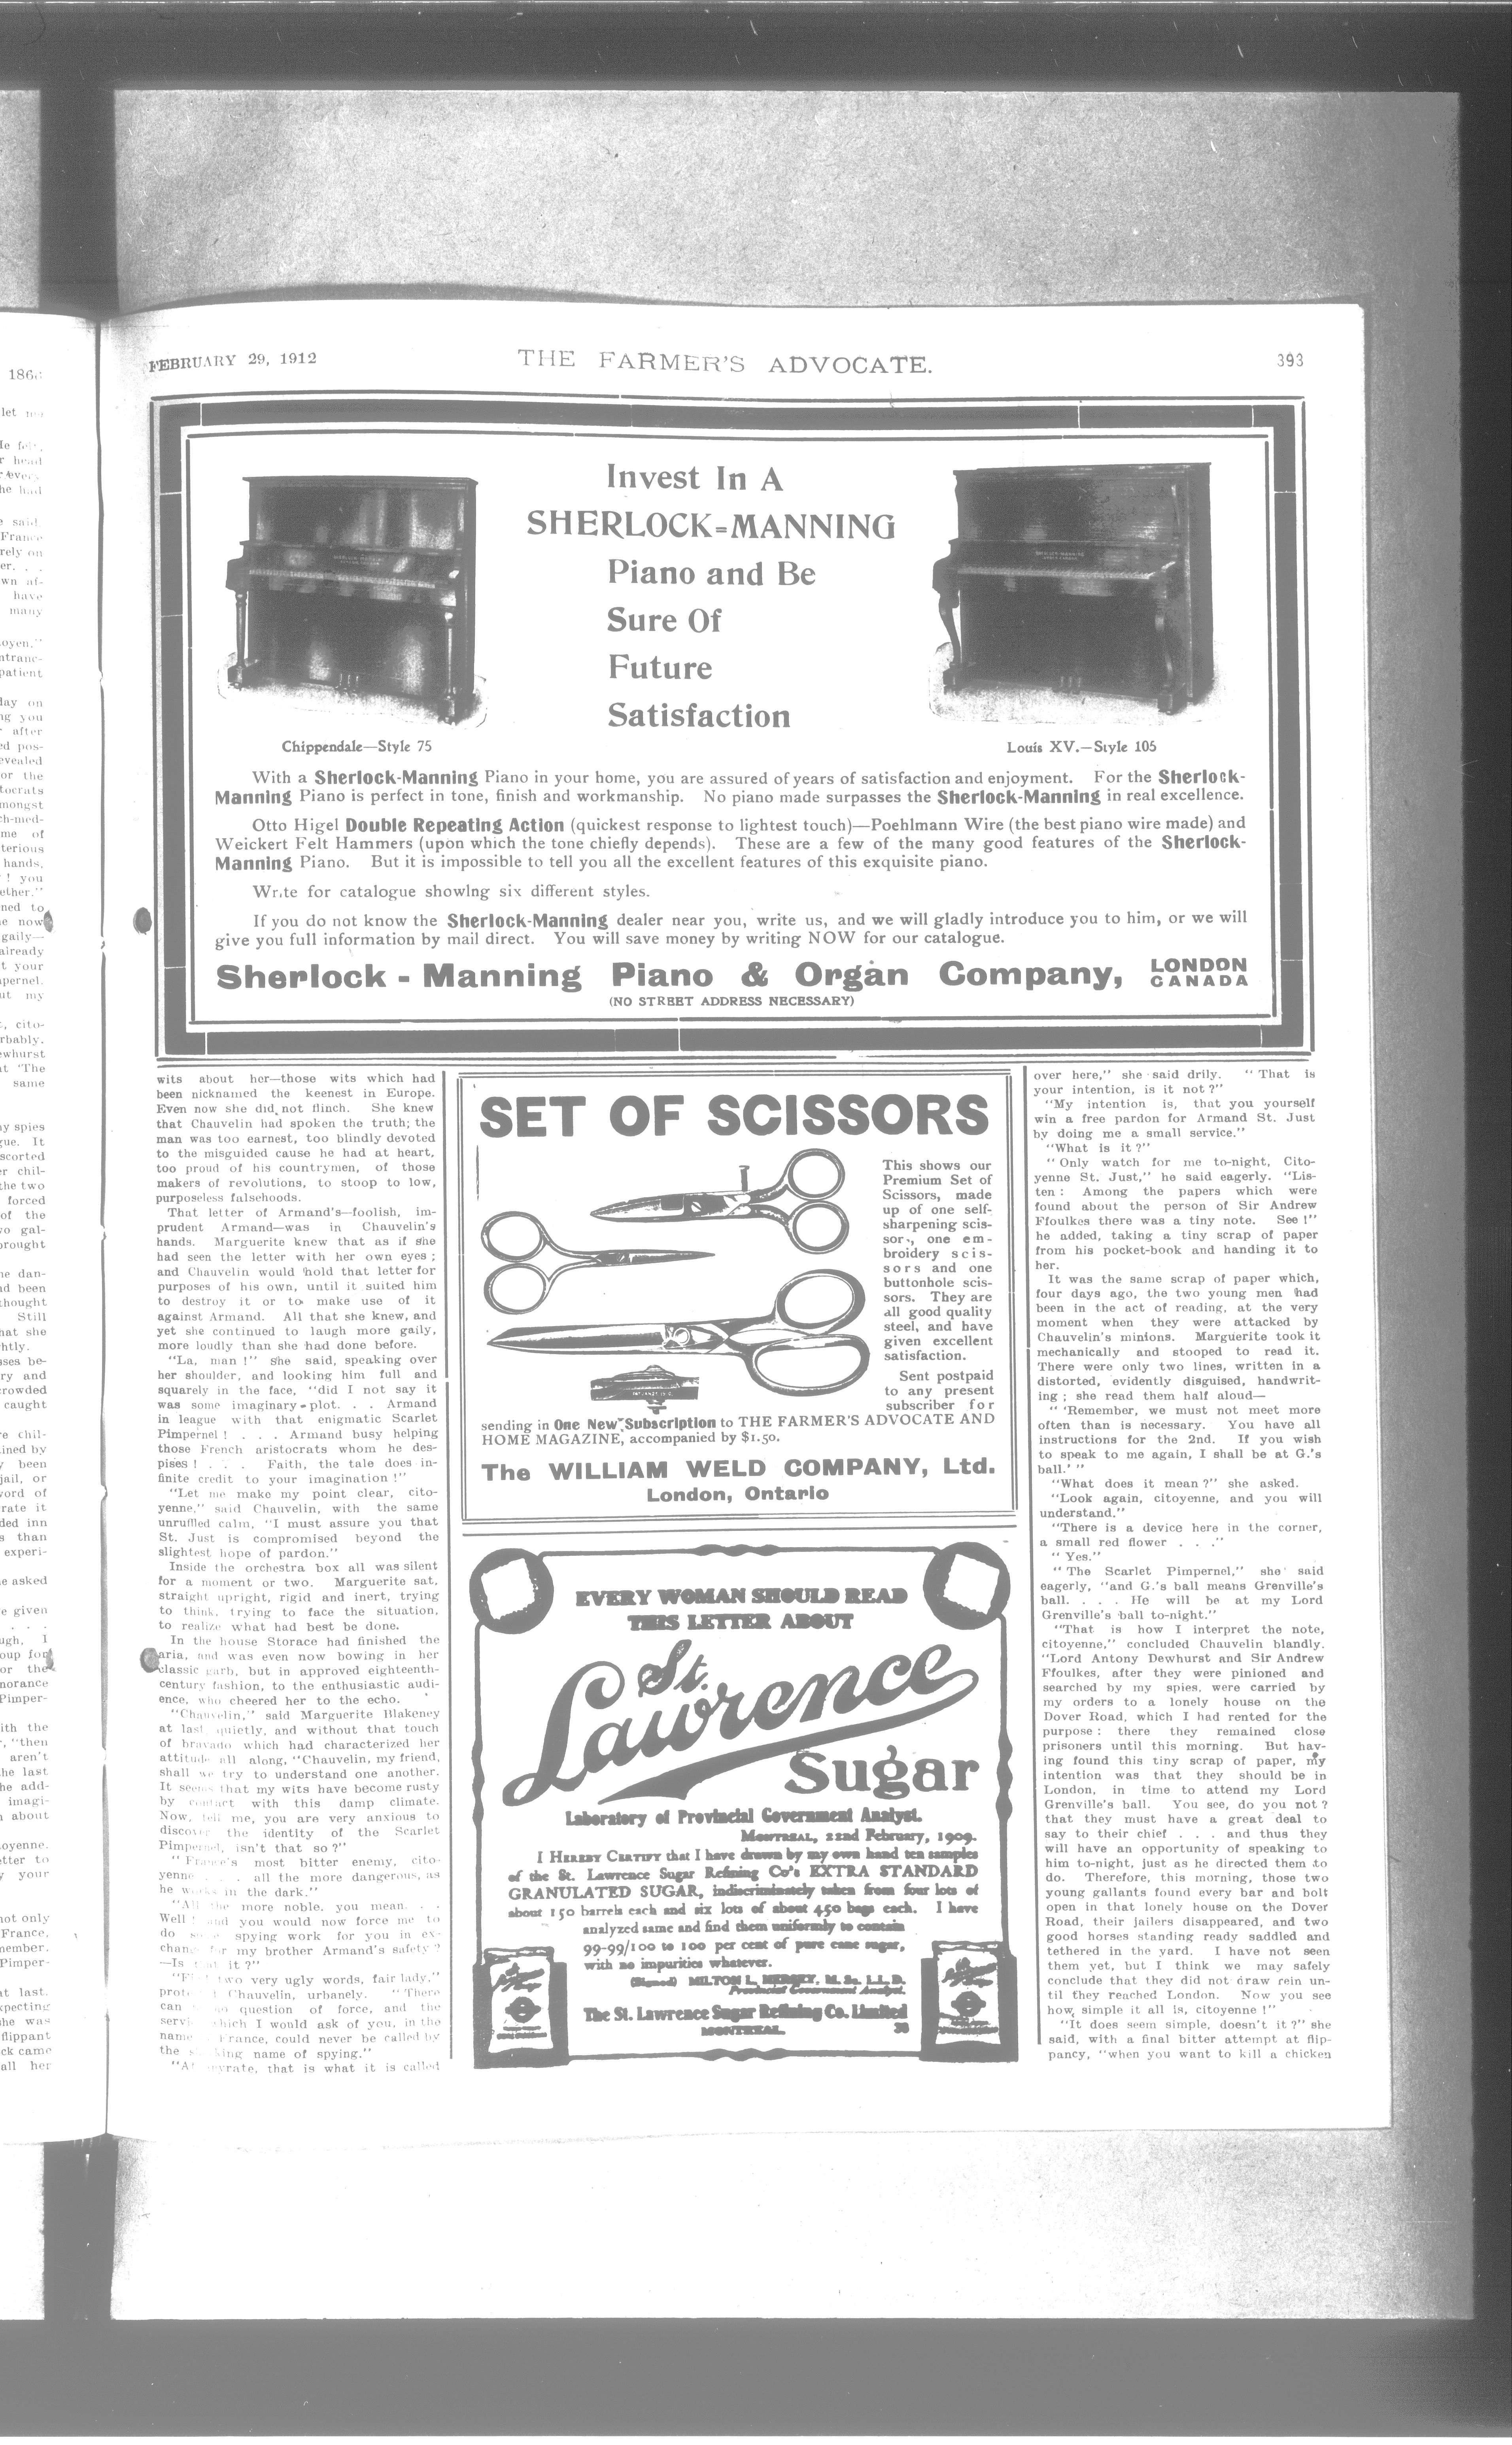 FEBRUARY 29, 1912
THE FARMER'S ADVOCATE.
393
Invest In A
SHERLOCK=MANNING
Piano and Be
Sure Of
Future
Satisfaction
Chippendale—Style 75
Louis XV.—Style 105
With a Sherlock-Manning Piano in your home, you are assured of years of satisfaction and enjoyment. For the Sherlock-
Manning Piano is perfect in tone, finish and workmanship. No piano made surpasses the Sherlock-Manning in real excellence.
Otto Higel Double Repeating Action (quickest response to lightest touch)—Poehlmann Wire (the best piano wire made) and
Weickert Felt Hammers (upon which the tone chiefly depends). These are a few of the many good features of the Sherlock-
Manning Piano. But it is impossible to tell you all the excellent features of this exquisite piano.
Write for catalogue showing six different styles.
If you do not know the Sherlock-Manning dealer near you, write us, and we will gladly introduce you to him, or we will
give you full information by mail direct. You will save money by writing NOW for our catalogue.
Sherlock - Manning Piano & Organ Company, LONDON CANADA
(NO STREET ADDRESS NECESSARY)
wits about her—those wits which had
been nicknamed the keenest in Europe.
Even now she did not flinch. She knew
that Chauvelin had spoken the truth; the
man was too earnest, too blindly devoted
to the misguided cause he had at heart,
too proud of his countrymen, of those
makers of revolutions, to stoop to low,
purposeless falsehoods.
That letter of Armand's—foolish, im-
prudent Armand—was in Chauvelin's
hands. Marguerite knew that as if she
had seen the letter with her own eyes ;
and Chauvelin would hold that letter for
purposes of his own, until it suited him
to destroy it or to make use of it
against Armand. All that she knew, and
yet she continued to laugh more gaily,
more loudly than she had done before.
"La, man !" she said, speaking over
her shoulder, and looking him full and
squarely in the face, "did I not say it
was some imaginary plot. . . Armand
in league with that enigmatic Scarlet
Pimpernel ! . . . Armand busy helping
those French aristocrats whom he des-
pises ! . . . Faith, the tale does in-
finite credit to your imagination !"
"Let me make my point clear, cito-
yenne," said Chauvelin, with the same
unruffled calm, "I must assure you that
St. Just is compromised beyond the
slightest hope of pardon."
Inside the orchestra box all was silent
for a moment or two. Marguerite sat,
straight upright, rigid and inert, trying
to think, trying to face the situation,
to realize what had best be done.
In the house Storace had finished the
aria, and was even now bowing in her
classic garb, but in approved eighteenth-
century fashion, to the enthusiastic audi-
ence, who cheered her to the echo.
"Chauvelin," said Marguerite Blakeney
at last quietly, and without that touch
of bravado which had characterized her
attitude all along, "Chauvelin, my friend,
shall we try to understand one another.
It seems that my wits have become rusty
by contact with this damp climate.
Now, tell me, you are very anxious to
discover the identity of the Scarlet
Pimpernel, isn't that so ?"
" France's most bitter enemy, cito-
yenne . . . all the more dangerous, as
he works in the dark."
"All the more noble, you mean. . .
Well ! and you would now force me to
do some spying work for you in ex-
change for my brother Armand's safety ?
—Is that it ?"
"Fie! two very ugly words, fair lady,"
protested Chauvelin, urbanely. "There
can be no question of force, and the
service which I would ask of you, in the
name of France, could never be called by
the shocking name of spying."
"At anyrate, that is what it is called
SET OF SCISSORS
This shows our
Premium Set of
Scissors, made
up of one self-
sharpening scis-
sors, one em-
broidery scis-
sors and one
buttonhole scis-
sors. They are
all good quality
steel, and have
given excellent
satisfaction.
Sent postpaid
to any present
subscriber for
sending in One New Subscription to THE FARMER'S ADVOCATE AND
HOME MAGAZINE, accompanied by $1.50.
The WILLIAM WELD COMPANY, Ltd.
London, Ontario
EVERY WOMAN SHOULD READ
THIS LETTER ABOUT
St.
Lawrence
Sugar
Laboratory of Provincial Government Analyst.
MONTREAL, 22nd February, 1909.
I HEREBY CERTIFY that I have drawn by my own hand ten samples
of the St. Lawrence Sugar Refining Co's EXTRA STANDARD
GRANULATED SUGAR, indiscriminately taken from four lots of
about 150 barrels each and six lots of about 450 bags each. I have
analyzed same and find them uniformly to contain
99-99/100 to 100 per cent of pure cane sugar,
with no impurities whatever.
(Signed) MILTON L. HERSEY, M. Sc. L.L. D.
Provincial Government Analyst.
The St. Lawrence Sugar Refining Co. Limited
MONTREAL.
over here," she said drily. "That is
your intention, is it not ?"
"My intention is, that you yourself
win a free pardon for Armand St. Just
by doing me a small service."
"What is it ?"
"Only watch for me to-night, Cito-
yenne St. Just," he said eagerly. "Lis-
ten : Among the papers which were
found about the person of Sir Andrew
Ffoulkes there was a tiny note. See !"
he added, taking a tiny scrap of paper
from his pocket-book and handing it to
her.
It was the same scrap of paper which,
four days ago, the two young men had
been in the act of reading, at the very
moment when they were attacked by
Chauvelin's minions. Marguerite took it
mechanically and stooped to read it.
There were only two lines, written in a
distorted, evidently disguised, handwrit-
ing ; she read them half aloud—
" 'Remember, we must not meet more
often than is necessary. You have all
instructions for the 2nd. If you wish
to speak to me again, I shall be at G.'s
ball.' "
"What does it mean ?" she asked.
"Look again, citoyenne, and you will
understand."
"There is a device here in the corner,
a small red flower . . ."
" Yes."
" The Scarlet Pimpernel," she said
eagerly, "and G.'s ball means Grenville's
ball. . . . He will be at my Lord
Grenville's ball to-night."
"That is how I interpret the note,
citoyenne," concluded Chauvelin blandly.
"Lord Antony Dewhurst and Sir Andrew
Ffoulkes, after they were pinioned and
searched by my spies, were carried by
my orders to a lonely house on the
Dover Road, which I had rented for the
purpose : there they remained close
prisoners until this morning. But hav-
ing found this tiny scrap of paper, my
intention was that they should be in
London, in time to attend my Lord
Grenville's ball. You see, do you not ?
that they must have a great deal to
say to their chief . . . and thus they
will have an opportunity of speaking to
him to-night, just as he directed them to
do. Therefore, this morning, those two
young gallants found every bar and bolt
open in that lonely house on the Dover
Road, their jailers disappeared, and two
good horses standing ready saddled and
tethered in the yard. I have not seen
them yet, but I think we may safely
conclude that they did not draw rein un-
til they reached London. Now you see
how simple it all is, citoyenne !"
"It does seem simple, doesn't it ?" she
said, with a final bitter attempt at flip-
pancy, "when you want to kill a chicken